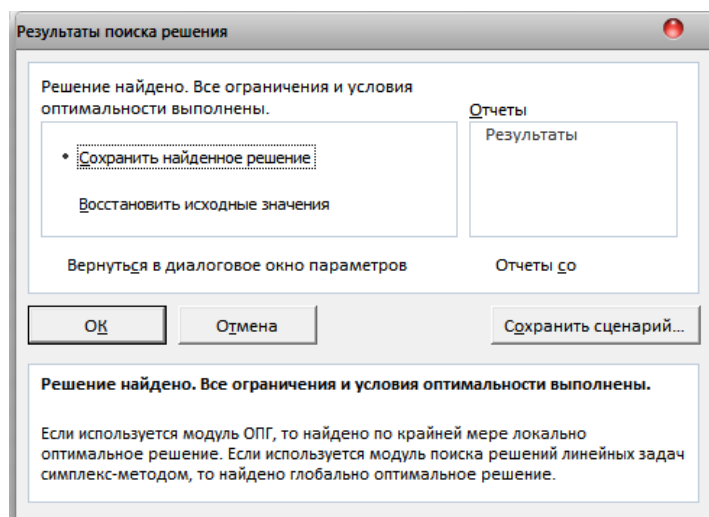 Результаты поиска решения
Решение найдено. Все ограничения и условия
оптимальности выполнены.
Отчеты
Результаты
Сохранить найденное решение
Восстановить исходные значения
Вернуться в диалоговое окно параметров
Отчеты со
ОК
Отмена
Сохранить сценарий...
Решение найдено. Все ограничения и условия оптимальности выполнены.
Если используется модуль ОПГ, то найдено по крайней мере локально
оптимальное решение. Если используется модуль поиска решений линейных задач
симплекс-методом, то найдено глобально оптимальное решение.